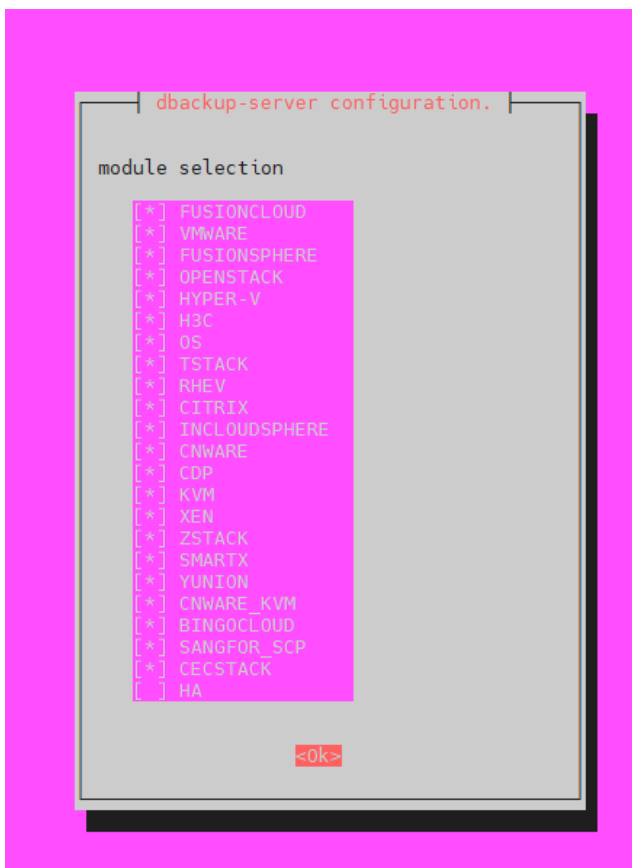 dbackup-server configuration.
module selection
[*] FUSIONCLOUD
[*] VMWARE
[*] FUSIONSPHERE
[*] OPENSTACK
[*] HYPER-V
[*] H3C
[*] OS
[*] TSTACK
[*] RHEV
[*] CITRIX
[*] INCLOUDSPHERE
[*] CNWARE
[*] CDP
[*] KVM
[*] XEN
[*] ZSTACK
[*] SMARTX
[*] YUNION
[*] CNWARE_KVM
[*] BINGOCLOUD
[*] SANGFOR_SCP
[*] CECSTACK
[ ] HA
<Ok>